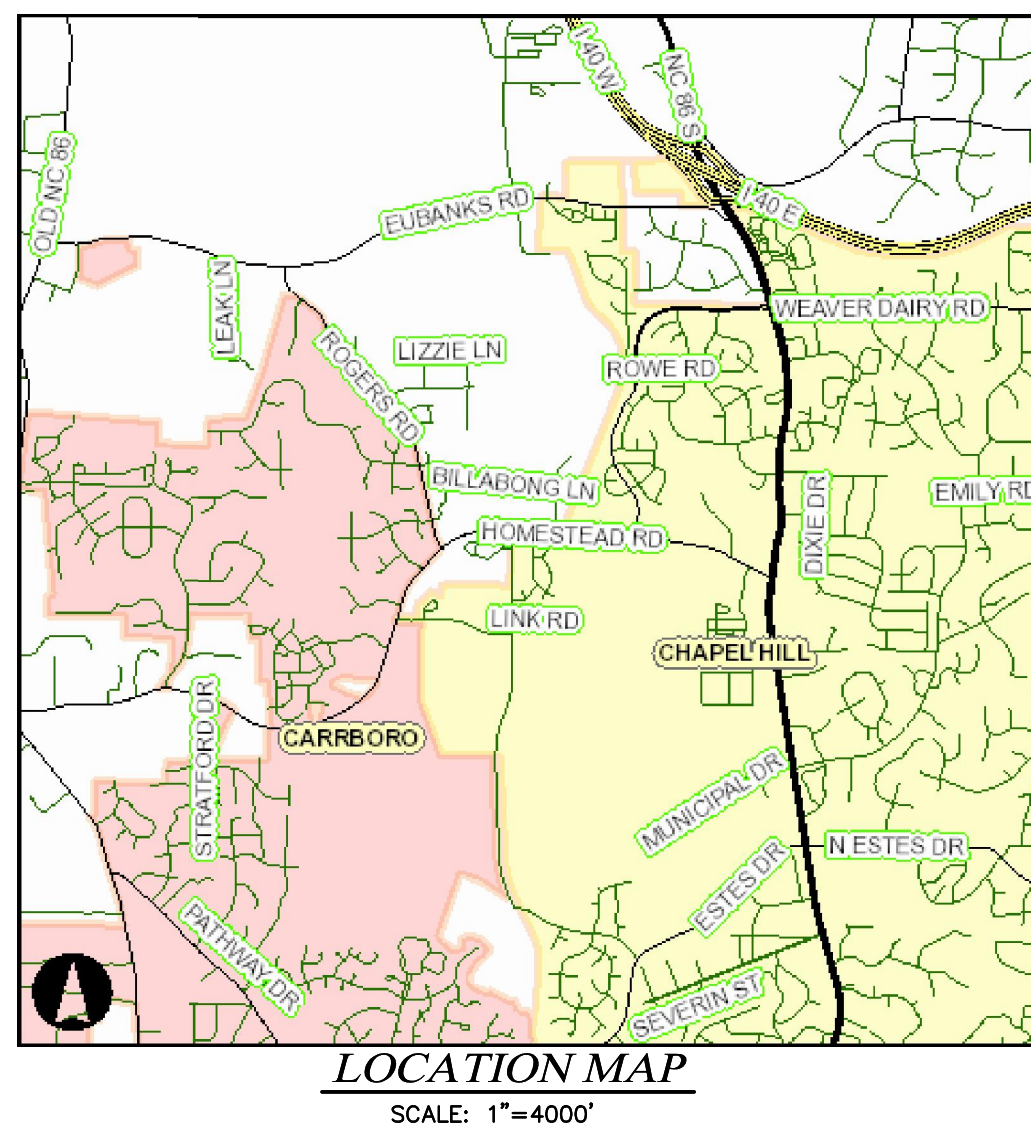 I 40 W
NC 86 S
OLD NC 86
I 40 E
EUBANKS RD
LEAK LN
WEAVER DAIRY RD
ROGERS RD
LIZZIE LN
ROWE RD
BILLABONG LN
EMILY RD
DIXIE DR
HOMESTEAD RD
LINK RD
CHAPEL HILL
STRATFORD DR
CARRBORO
MUNICIPAL DR
N ESTES DR
ESTES DR
PATHWAY DR
SEVERIN ST
LOCATION MAP
SCALE: 1"=4000'